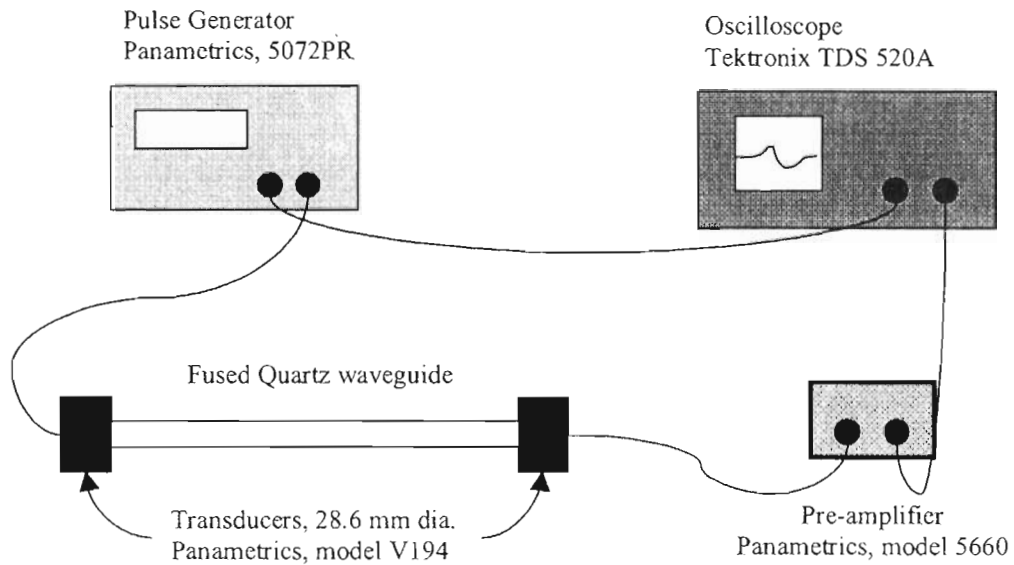 Pulse Generator
Panametrics, 5072PR
Oscilloscope
Tektronix TDS 520A
Fused Quartz waveguide
Transducers, 28.6 mm dia.
Panametrics, model V194
Pre-amplifier
Panametrics, model 5660